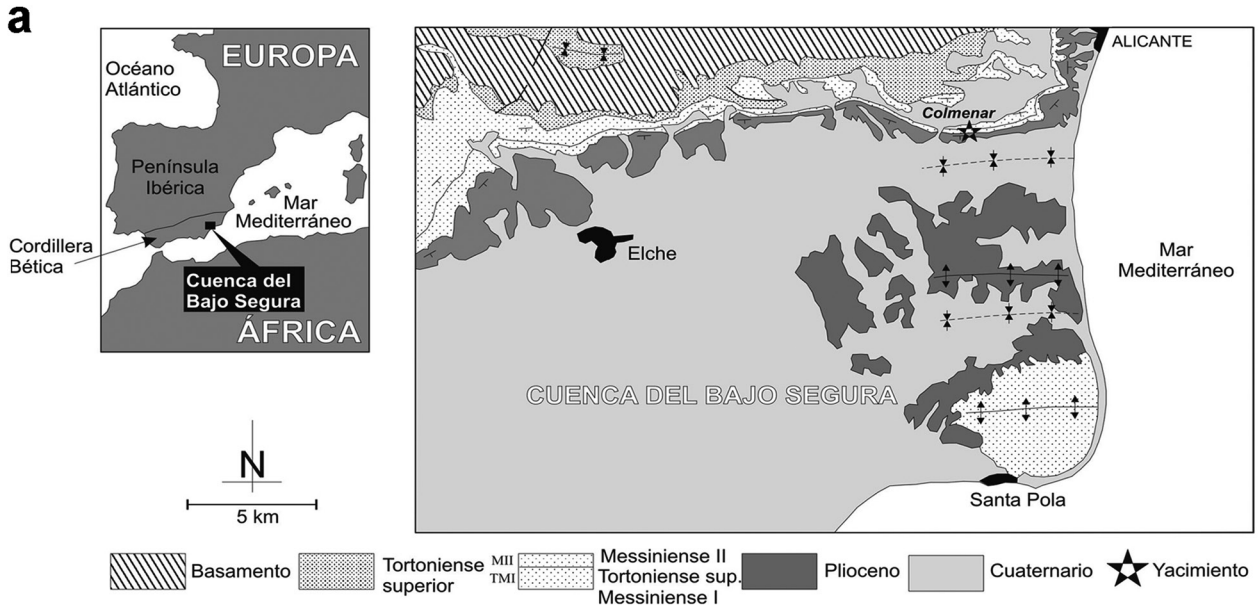 a
EUROPA
Océano
Atlántico
Península
Ibérica
Mar
Mediterráneo
Cordillera
Bética
Cuenca del
Bajo Segura
ÁFRICA
N
5 km
ALICANTE
Colmenar
Elche
Mar
Mediterráneo
CUENCA DEL BAJO SEGURA
Santa Pola
Basamento
Tortoniense
superior
MII
TMI
Messiniense II
Tortoniense sup.
Messiniense I
Plioceno
Cuaternario
Yacimiento